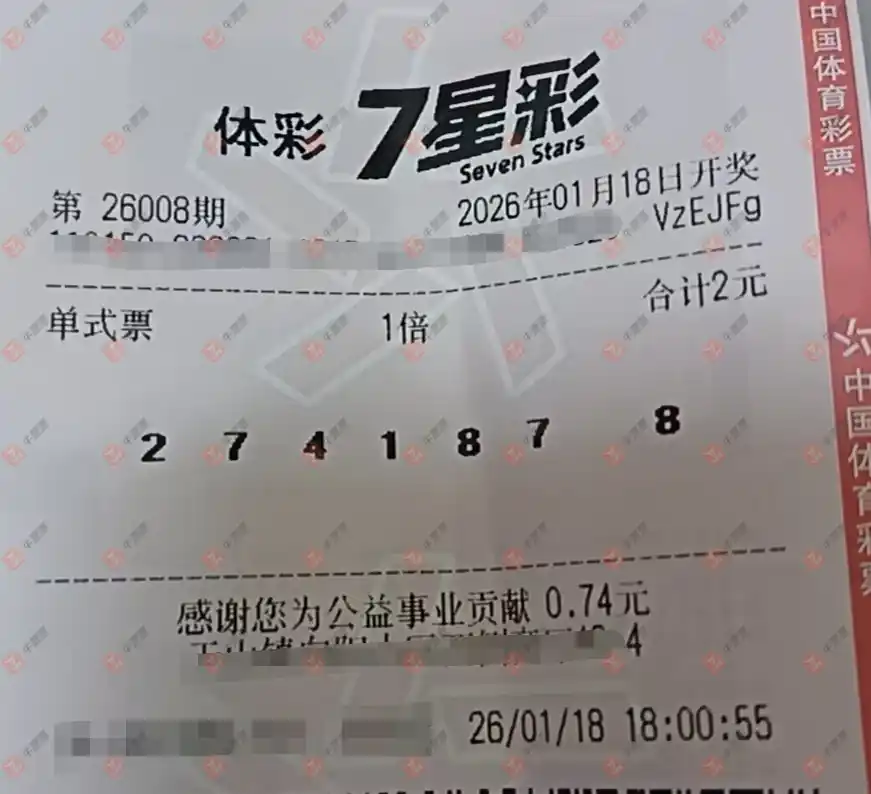 体彩 7星彩
Seven Stars
第 26008期 2026年01月18日开奖
VzEJFg
单式票 1倍 合计2元
2 7 4 1 8 7 8
感谢您为公益事业贡献 0.74元
4
26/01/18 18:00:55
中国体育彩票
中国体育彩票